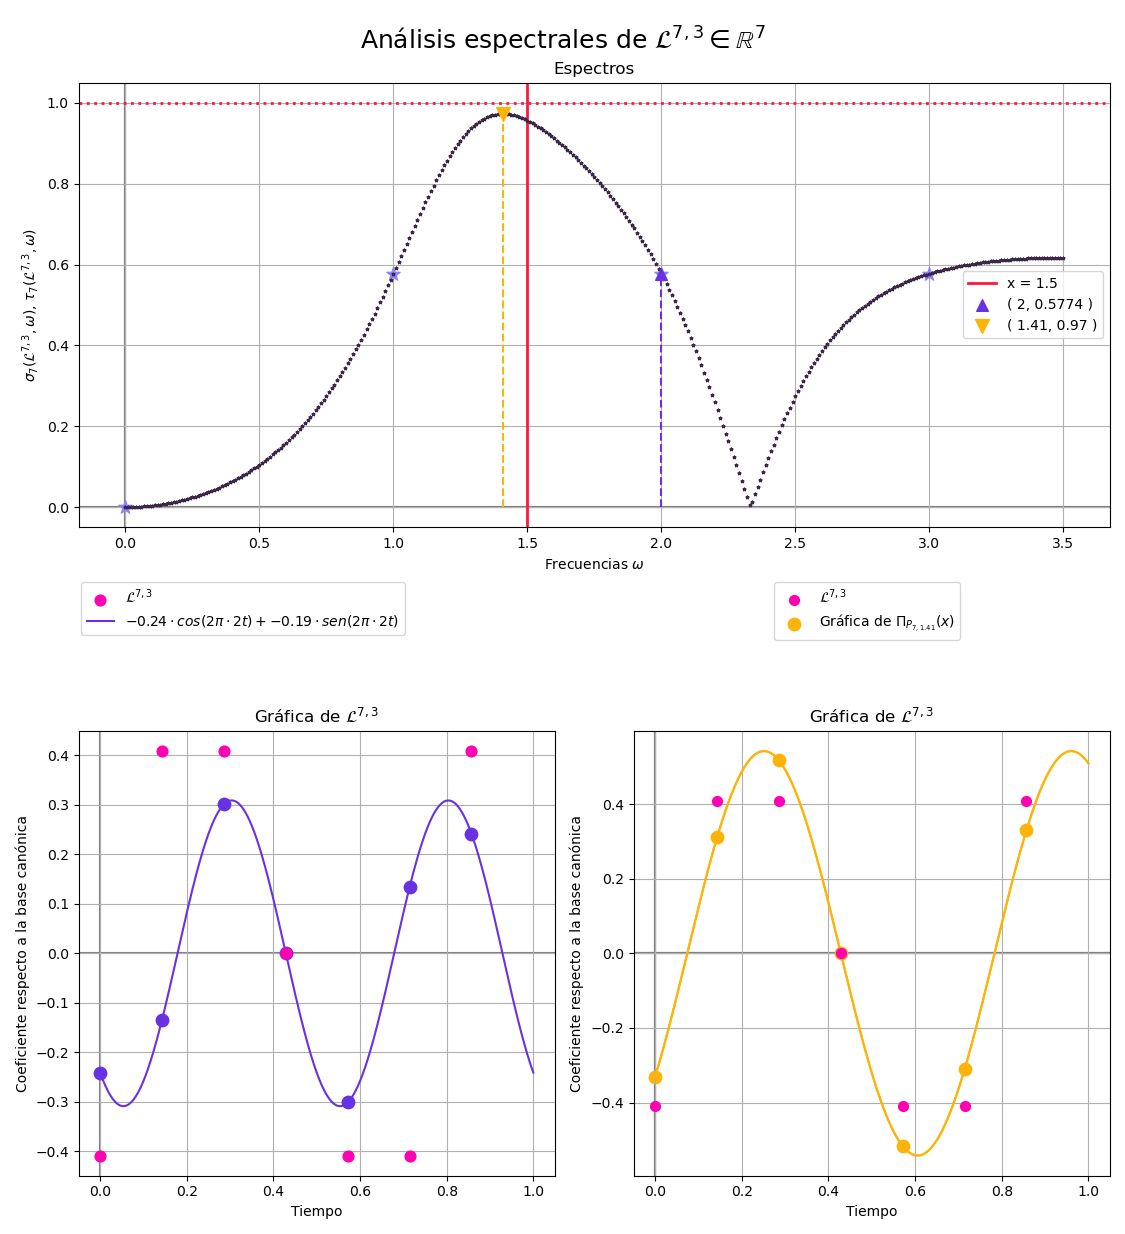 Análisis espectrales de ℒ^{7,3} ∈ ℝ^7
Espectros
1.0
0.8
0.6
0.4
0.2
0.0
σ_7(ℒ^{7,3}, ω), τ_7(ℒ^{7,3}, ω)
x = 1.5
( 2, 0.5774 )
( 1.41, 0.97 )
0.0 0.5 1.0 1.5 2.0 2.5 3.0 3.5
Frecuencias ω
ℒ^{7,3}
−0.24 · cos(2π · 2t) + −0.19 · sen(2π · 2t)
ℒ^{7,3}
Gráfica de Π_{P_{7,1.41}}(x)
Gráfica de ℒ^{7,3}
0.4
0.3
0.2
0.1
0.0
−0.1
−0.2
−0.3
−0.4
Coeficiente respecto a la base canónica
0.0 0.2 0.4 0.6 0.8 1.0
Tiempo
Gráfica de ℒ^{7,3}
0.4
0.2
0.0
−0.2
−0.4
Coeficiente respecto a la base canónica
0.0 0.2 0.4 0.6 0.8 1.0
Tiempo